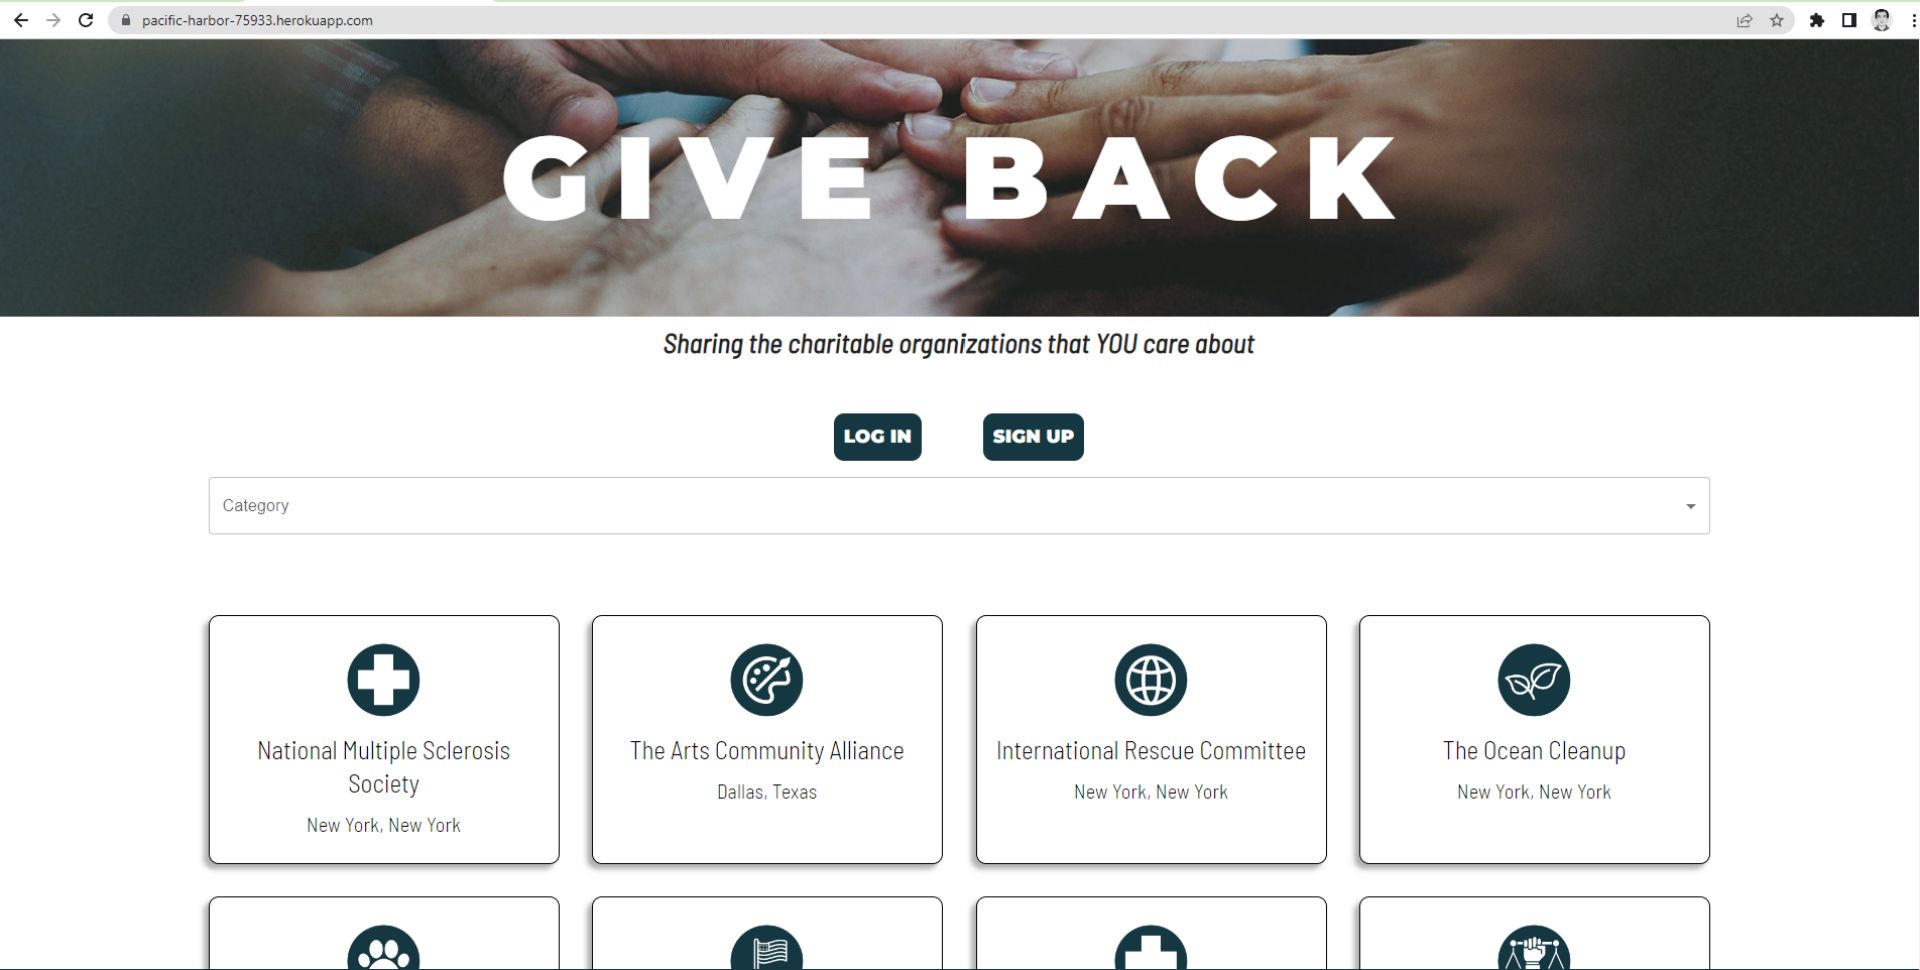 pacific-harbor-75933.herokuapp.com
GIVE BACK
Sharing the charitable organizations that YOU care about
LOG IN
SIGN UP
Category
National Multiple Sclerosis
Society
New York, New York
The Arts Community Alliance
Dallas, Texas
International Rescue Committee
New York, New York
The Ocean Cleanup
New York, New York